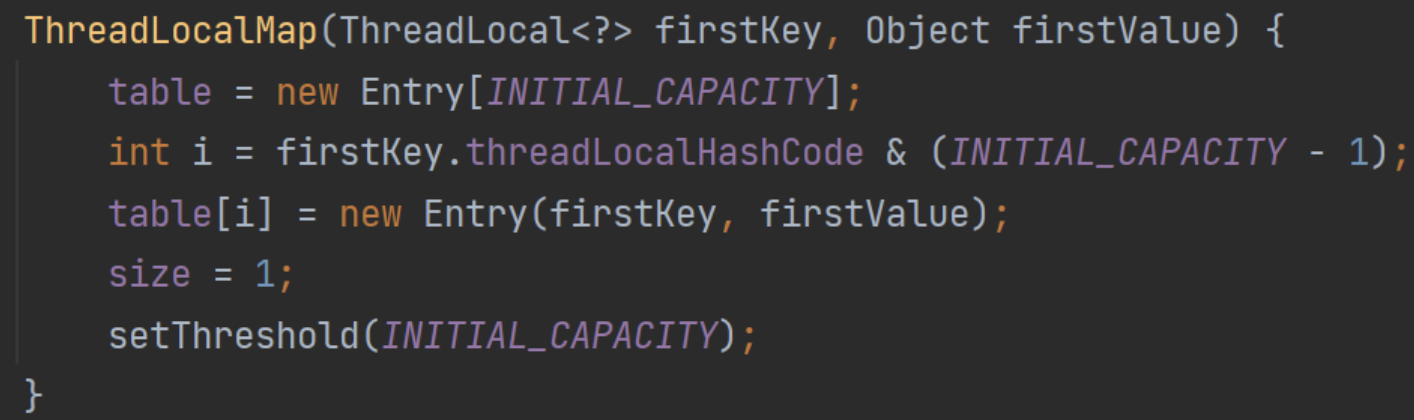 ThreadLocalMap(ThreadLocal<?> firstKey, Object firstValue) {
table = new Entry[INITIAL_CAPACITY];
int i = firstKey.threadLocalHashCode & (INITIAL_CAPACITY - 1);
table[i] = new Entry(firstKey, firstValue);
size = 1;
setThreshold(INITIAL_CAPACITY);
}